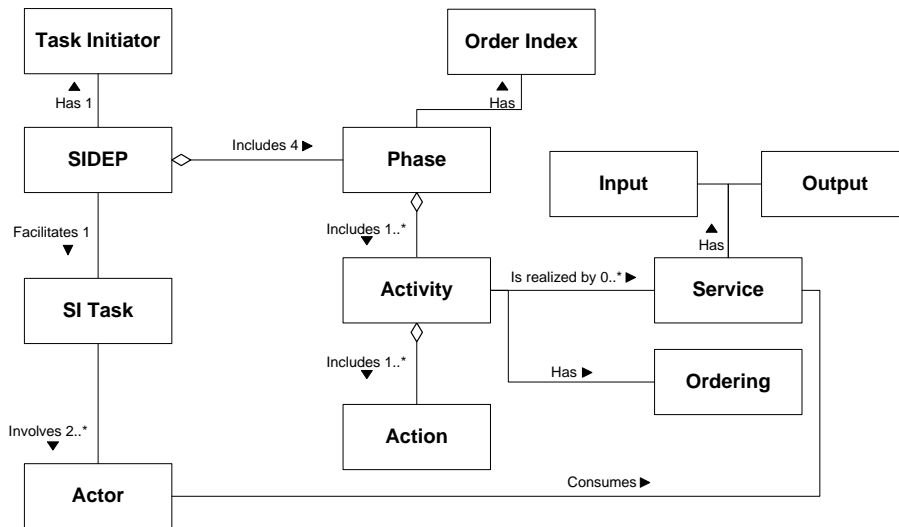 Task Initiator
Order Index
Has 1
Has
SIDEP
Includes 4
Phase
Input
Output
Facilitates 1
Includes 1..*
Has
SI Task
Activity
Is realized by 0..*
Service
Includes 1..*
Has
Ordering
Action
Involves 2..*
Actor
Consumes